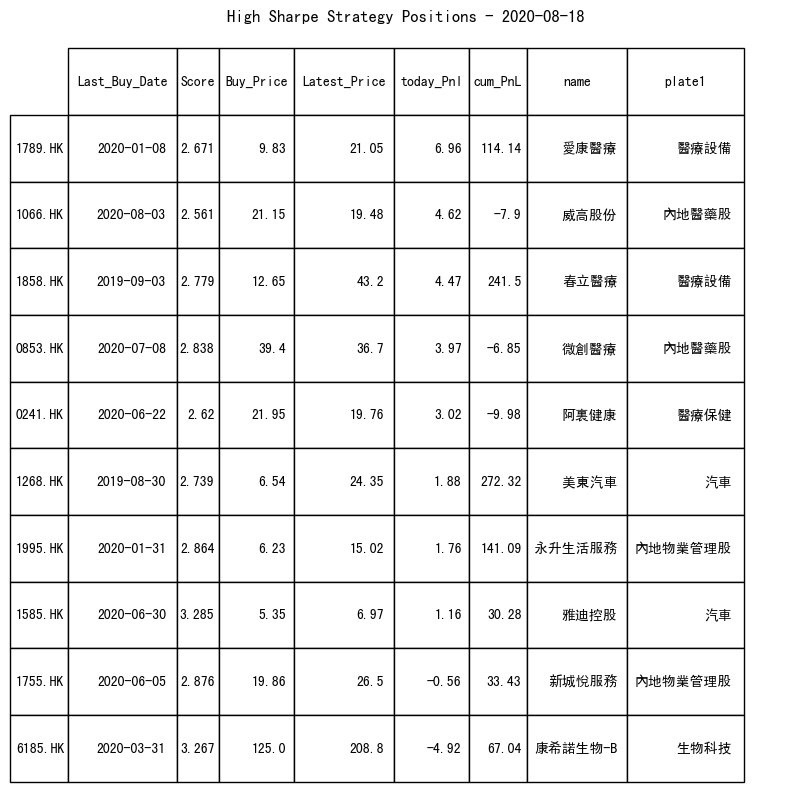 High Sharpe Strategy Positions - 2020-08-18
Last_Buy_Date Score Buy_Price Latest_Price today_Pnl cum_PnL name plate1
1789.HK 2020-01-08 2.671 9.83 21.05 6.96 114.14 愛康醫療 醫療設備
1066.HK 2020-08-03 2.561 21.15 19.48 4.62 -7.9 威高股份 內地醫藥股
1858.HK 2019-09-03 2.779 12.65 43.2 4.47 241.5 春立醫療 醫療設備
0853.HK 2020-07-08 2.838 39.4 36.7 3.97 -6.85 微創醫療 內地醫藥股
0241.HK 2020-06-22 2.62 21.95 19.76 3.02 -9.98 阿裏健康 醫療保健
1268.HK 2019-08-30 2.739 6.54 24.35 1.88 272.32 美東汽車 汽車
1995.HK 2020-01-31 2.864 6.23 15.02 1.76 141.09 永升生活服務 內地物業管理股
1585.HK 2020-06-30 3.285 5.35 6.97 1.16 30.28 雅迪控股 汽車
1755.HK 2020-06-05 2.876 19.86 26.5 -0.56 33.43 新城悅服務 內地物業管理股
6185.HK 2020-03-31 3.267 125.0 208.8 -4.92 67.04 康希諾生物-B 生物科技